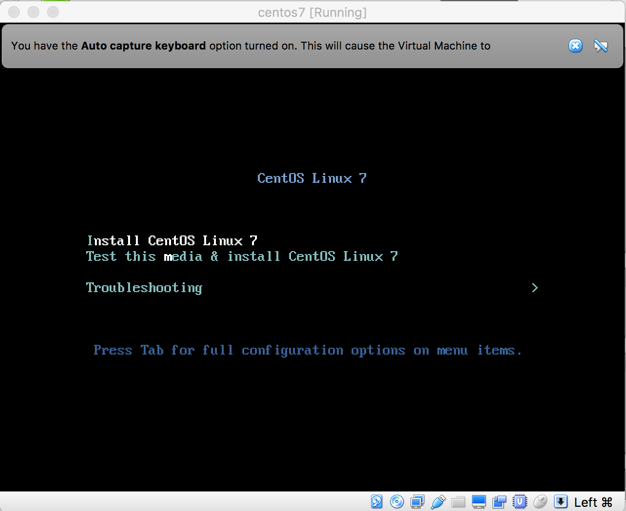 centos7 [Running]
You have the Auto capture keyboard option turned on. This will cause the Virtual Machine to
CentOS Linux 7
Install CentOS Linux 7
Test this media & install CentOS Linux 7
Troubleshooting >
Press Tab for full configuration options on menu items.
Left ⌘